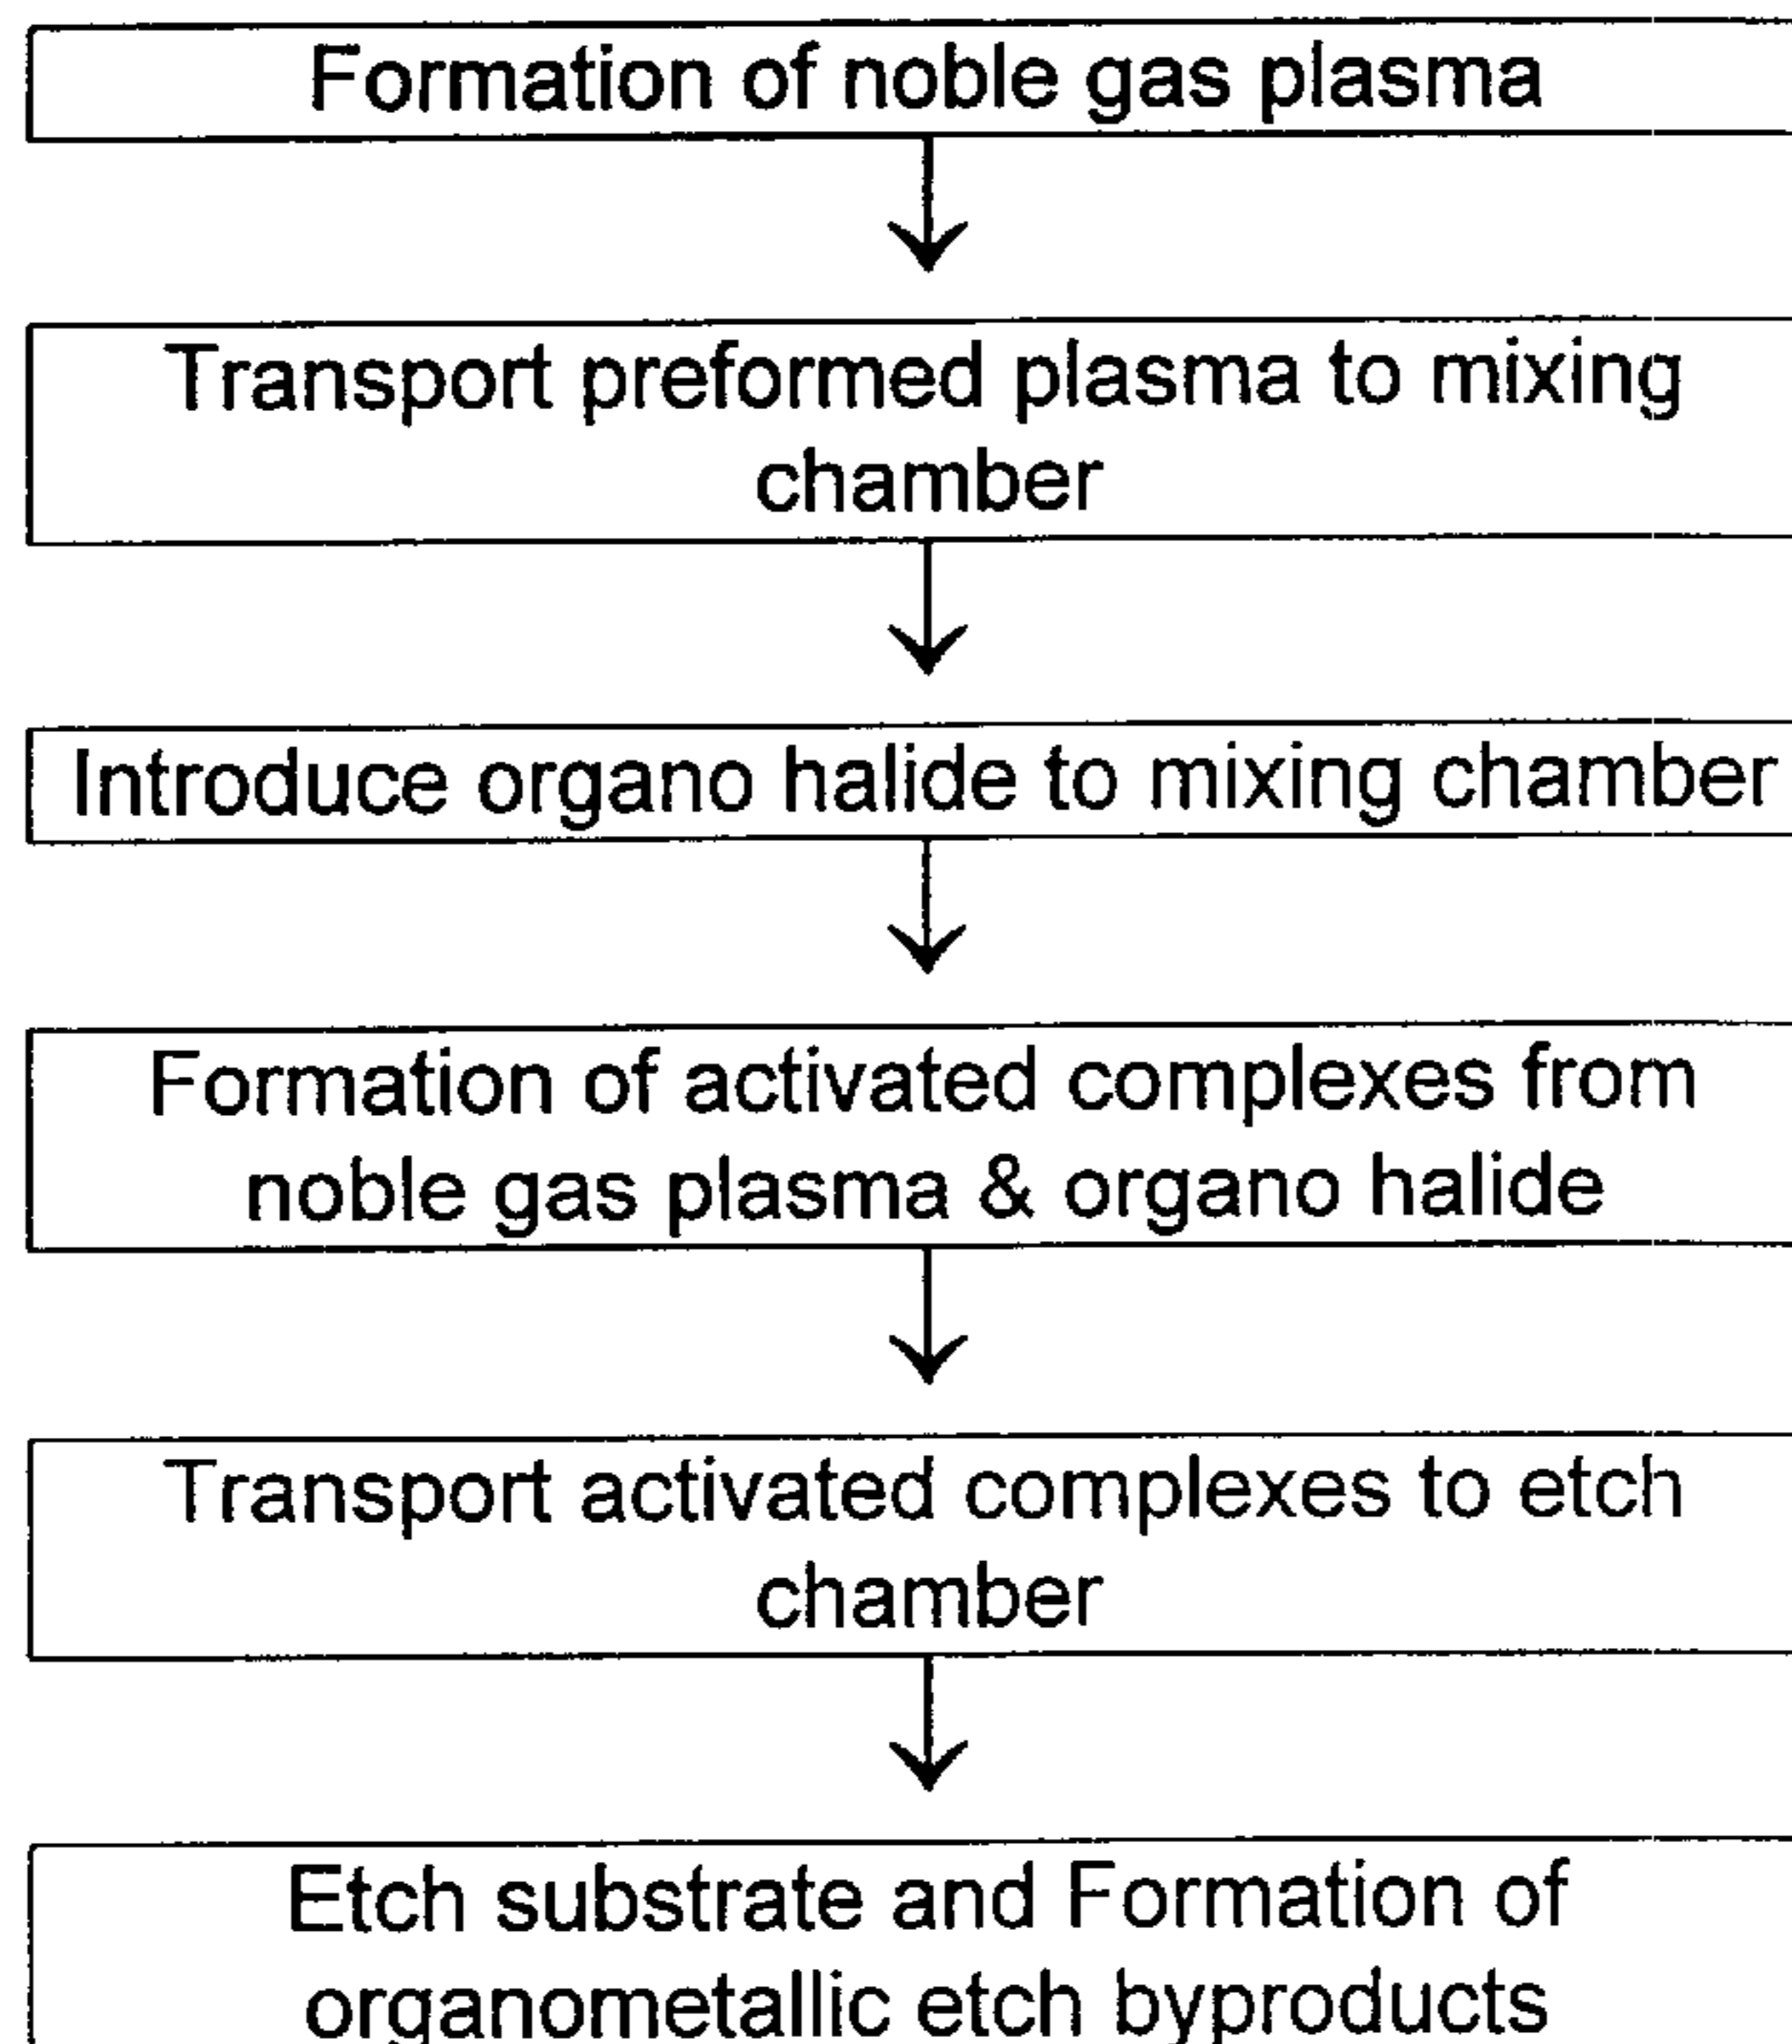 Formation of noble gas plasma
Transport preformed plasma to mixing
chamber
Introduce organo halide to mixing chamber
Formation of activated complexes from
noble gas plasma & organo halide
Transport activated complexes to etch
chamber
Etch substrate and Formation of
organometallic etch byproducts